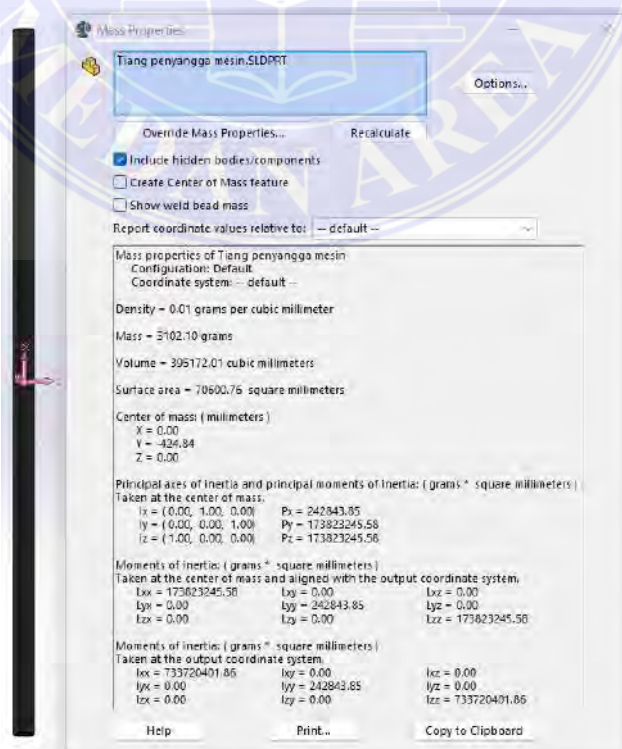 Mass Properties
Tiang penyangga mesin.SLDPRT
Options...
Override Mass Properties...
Recalculate
Include hidden bodies/components
Create Center of Mass feature
Show weld bead mass
Report coordinate values relative to: -- default --
Mass properties of Tiang penyangga mesin
Configuration: Default
Coordinate system: -- default --
Density = 0.01 grams per cubic millimeter
Mass = 3102.10 grams
Volume = 395172.01 cubic millimeters
Surface area = 70600.76 square millimeters
Center of mass: ( millimeters )
X = 0.00
Y = -424.84
Z = 0.00
Principal axes of inertia and principal moments of inertia: ( grams * square millimeters )
Taken at the center of mass.
Ix = ( 0.00, 1.00, 0.00) Px = 242843.85
Iy = ( 0.00, 0.00, 1.00) Py = 173823245.58
Iz = ( 1.00, 0.00, 0.00) Pz = 173823245.58
Moments of inertia: ( grams * square millimeters )
Taken at the center of mass and aligned with the output coordinate system.
Lxx = 173823245.58 Lxy = 0.00 Lxz = 0.00
Lyx = 0.00 Lyy = 242843.85 Lyz = 0.00
Lzx = 0.00 Lzy = 0.00 Lzz = 173823245.58
Moments of inertia: ( grams * square millimeters )
Taken at the output coordinate system.
Ixx = 733720401.86 Ixy = 0.00 Ixz = 0.00
Iyx = 0.00 Iyy = 242843.85 Iyz = 0.00
Izx = 0.00 Izy = 0.00 Izz = 733720401.86
Help
Print...
Copy to Clipboard
MEDAN AREA